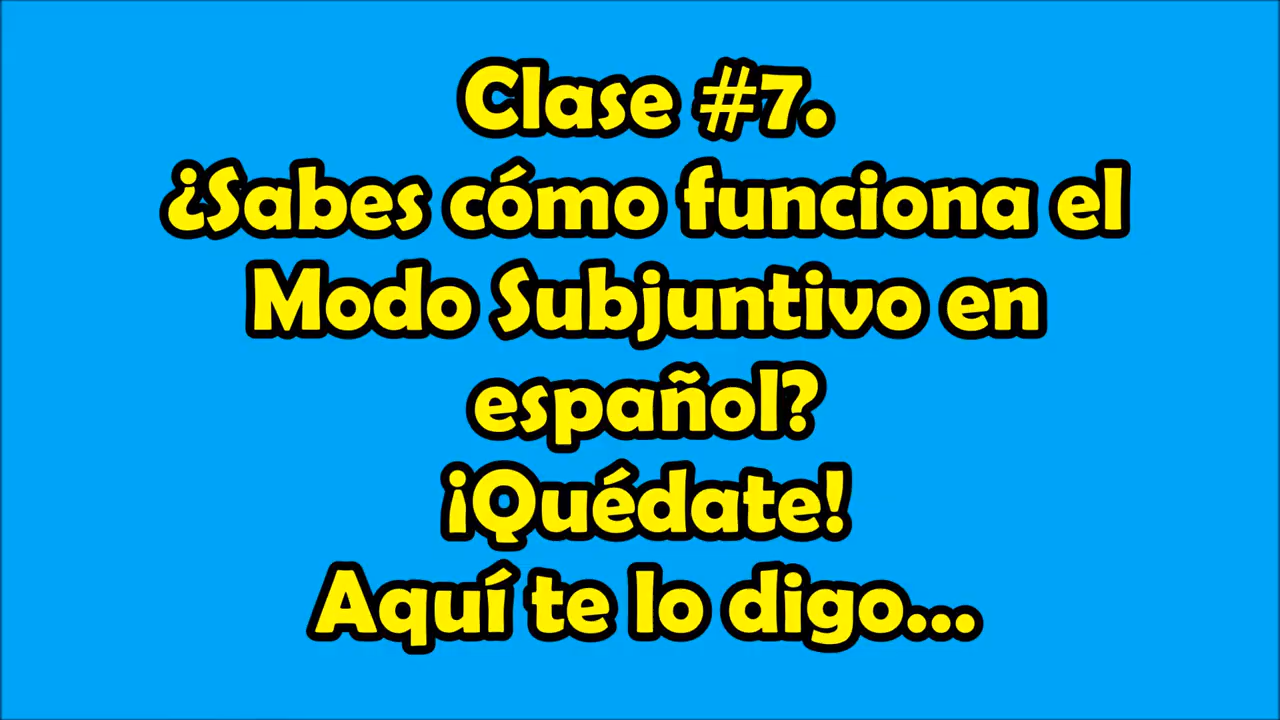 Clase #7.
¿Sabes cómo funciona el
Modo Subjuntivo en
español?
¡Quédate!
Aquí te lo digo...